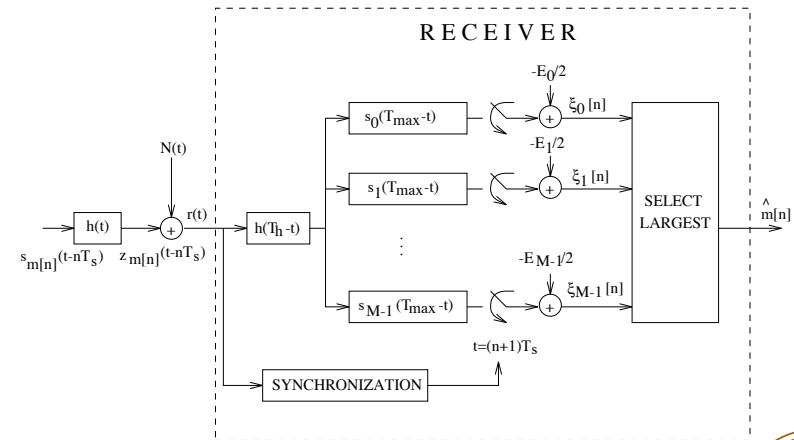 R E C E I V E R
-E0/2
s0(Tmax-t)
+
ξ0 [n]
N(t)
-E1/2
s1(Tmax-t)
+
ξ1 [n]
SELECT
LARGEST
^
m[n]
h(t)
+
r(t)
h(Th-t)
sm[n](t-nTs)
zm[n](t-nTs)
...
-EM-1/2
sM-1 (Tmax-t)
+
ξM-1 [n]
t=(n+1)Ts
SYNCHRONIZATION